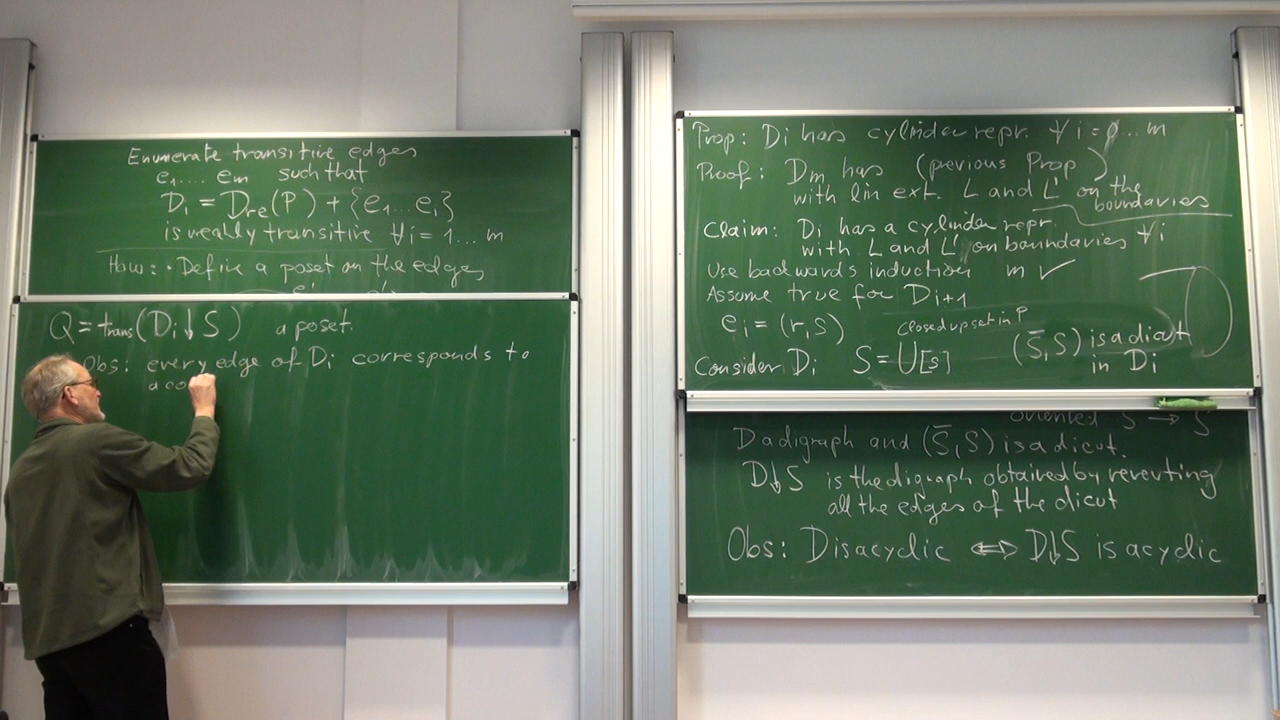 Enumerate transitive edges
e1.... em such that
Di = Dre(P) + {e1...ei}
is weakly transitive ∀i = 1... m
How: • Define a poset on the edges
Q = trans(Di↓S) a poset.
Obs: every edge of Di corresponds to
a co
Prop: Di has cylinder repr. ∀ i = 0... m
Proof: Dm has (previous Prop)
with lin ext. L and L' on the
boundaries
Claim: Di has a cylinder repr.
with L and L' on boundaries ∀i
Use backwards induction m ✓
Assume true for Di+1
ei = (r,s)
closed upset in P
Consider Di S = U[s] (S̄,S) is a dicut
in Di
oriented S̄ → S
D a digraph and (S̄,S) is a dicut.
D↓S is the digraph obtained by reverting
all the edges of the dicut
Obs: D is acyclic ⇔ D↓S is acyclic